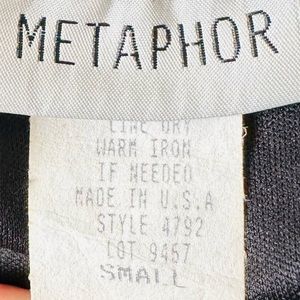 METAPHOR
LINE DRY
WARM IRON
IF NEEDED
MADE IN U.S.A
STYLE 4792
LOT 9457
SMALL